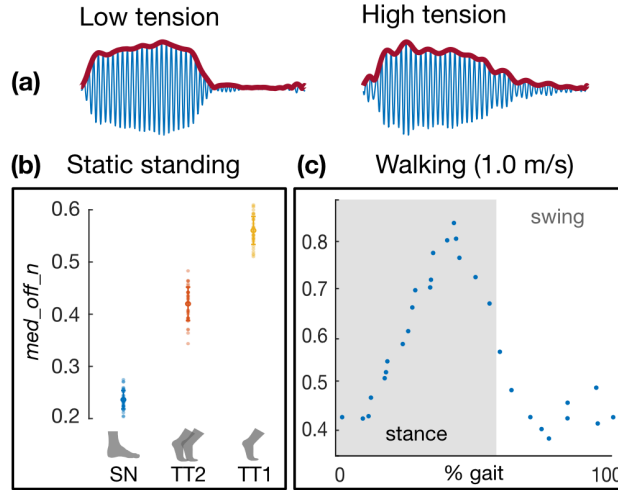 Low tension
High tension
(a)
(b) Static standing
(c) Walking (1.0 m/s)
med_off_n
0.6
0.5
0.4
0.3
0.2
SN
TT2
TT1
swing
0.8
0.7
0.6
0.5
0.4
stance
0
% gait
100